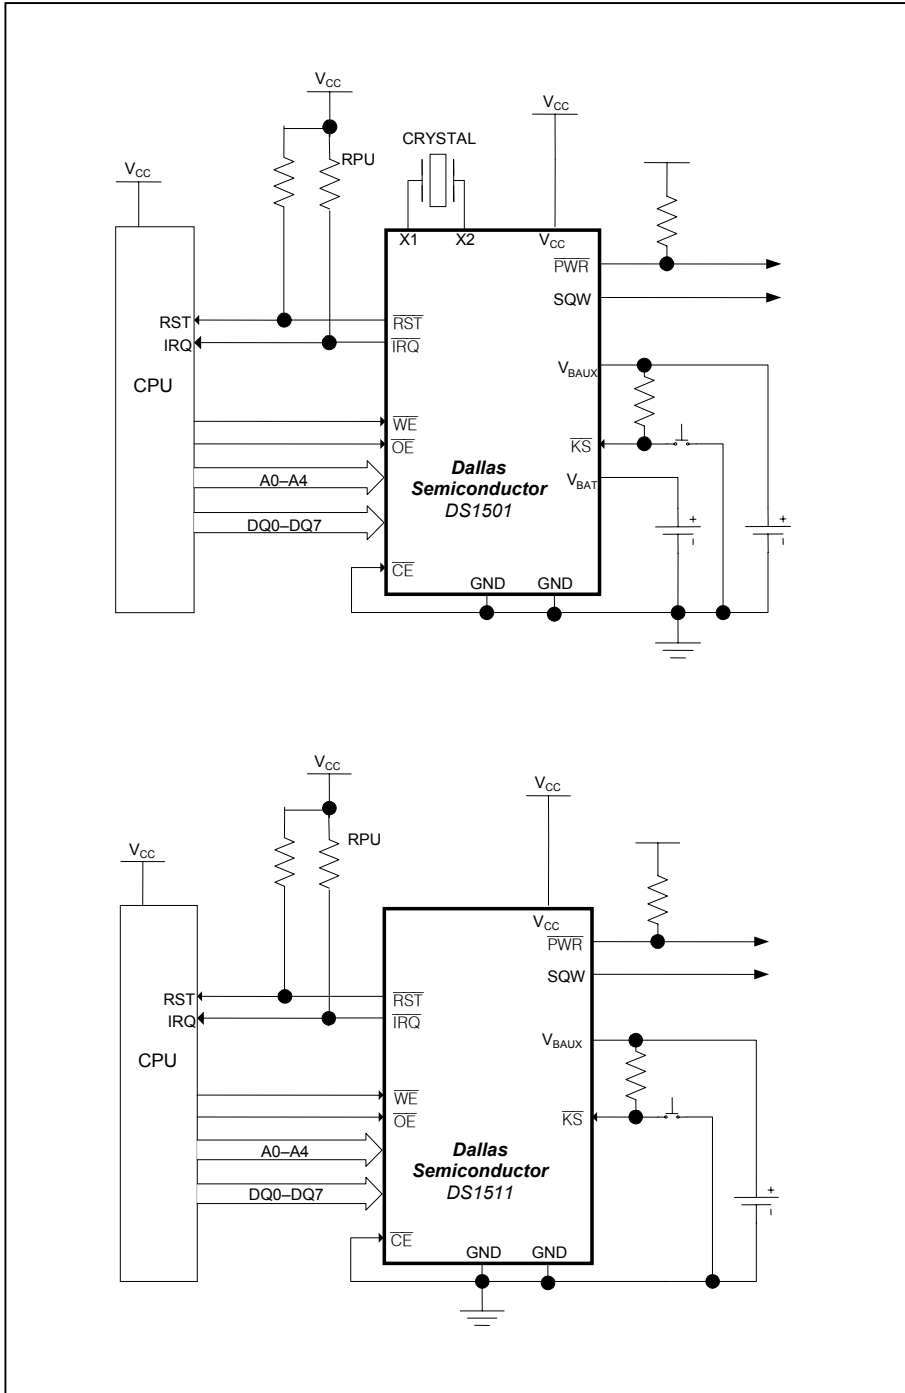 VCC
VCC
CRYSTAL
RPU
VCC
X1
X2
VCC
PWR
SQW
RST
RST
IRQ
IRQ
VBAUX
CPU
WE
OE
KS
A0–A4
Dallas
Semiconductor
DS1501
VBAT
DQ0–DQ7
+
–
+
–
CE
GND
GND
VCC
VCC
RPU
VCC
VCC
PWR
SQW
RST
RST
IRQ
IRQ
VBAUX
CPU
WE
OE
KS
A0–A4
Dallas
Semiconductor
DS1511
DQ0–DQ7
+
–
CE
GND
GND